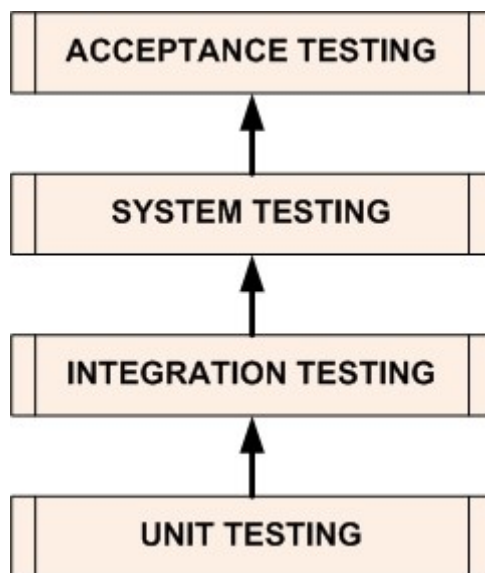 ACCEPTANCE TESTING
SYSTEM TESTING
INTEGRATION TESTING
UNIT TESTING